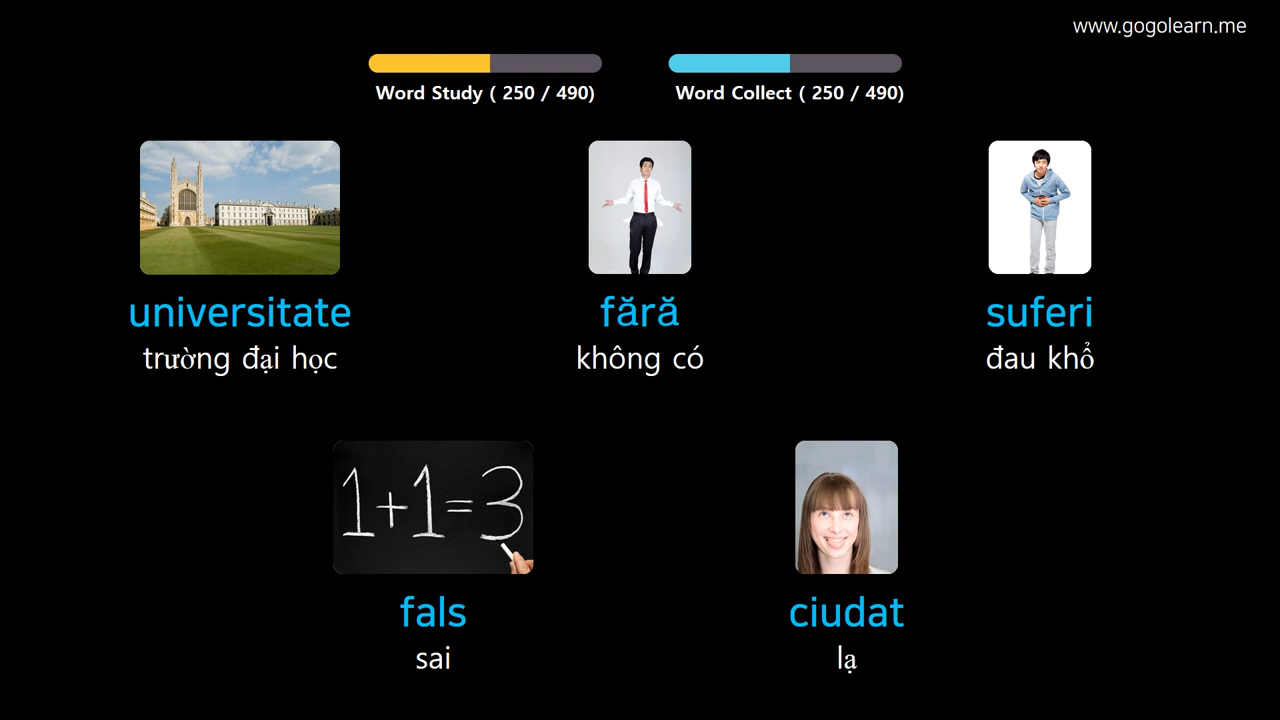 www.gogolearn.me
Word Study ( 250 / 490)
Word Collect ( 250 / 490)
universitate
trường đại học
fără
không có
suferi
đau khổ
1+1=3
fals
sai
ciudat
lạ